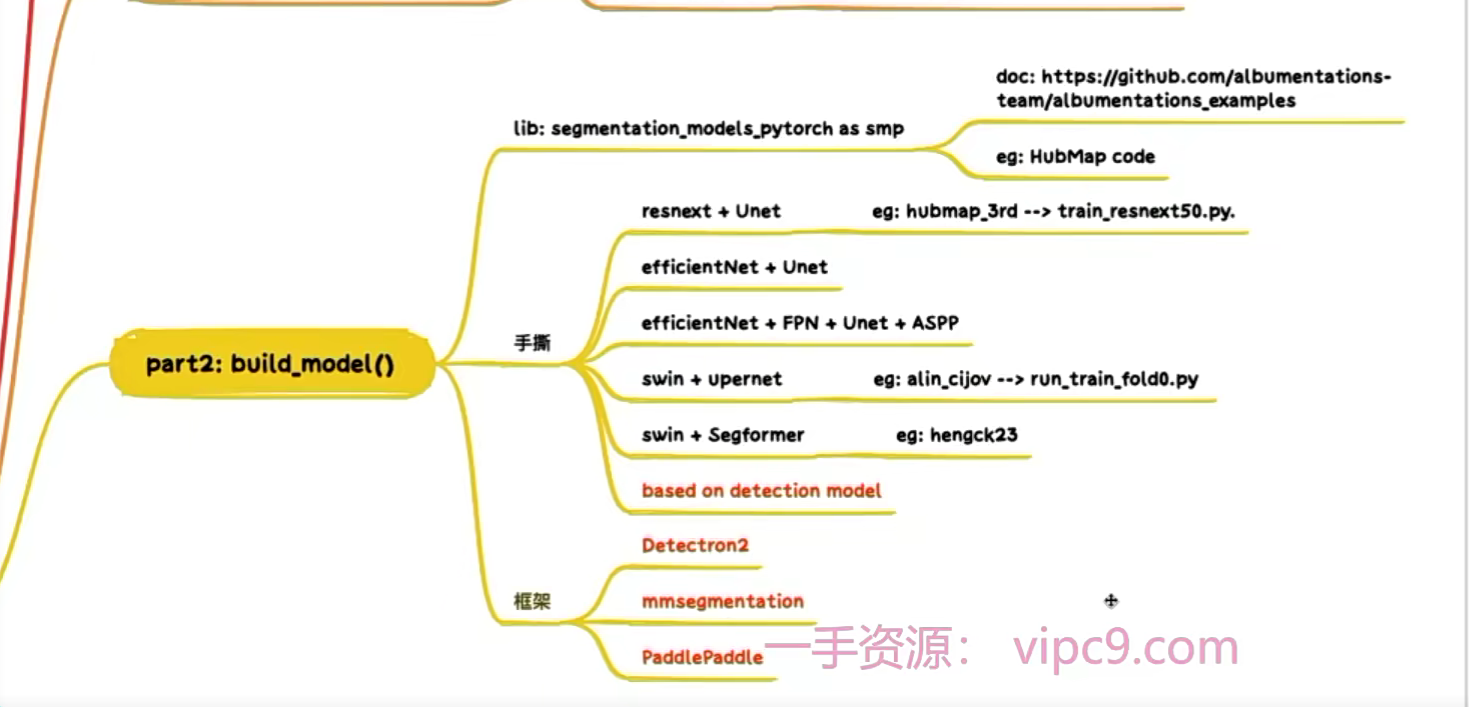 doc: https://github.com/albumentations-
team/albumentations_examples
lib: segmentation_models_pytorch as smp
eg: HubMap code
resnext + Unet
eg: hubmap_3rd --> train_resnext50.py.
efficientNet + Unet
efficientNet + FPN + Unet + ASPP
手撕
part2: build_model()
swin + upernet
eg: alin_cijov --> run_train_fold0.py
swin + Segformer
eg: hengck23
based on detection model
Detectron2
框架
mmsegmentation
PaddlePaddle
一手资源： vipc9.com